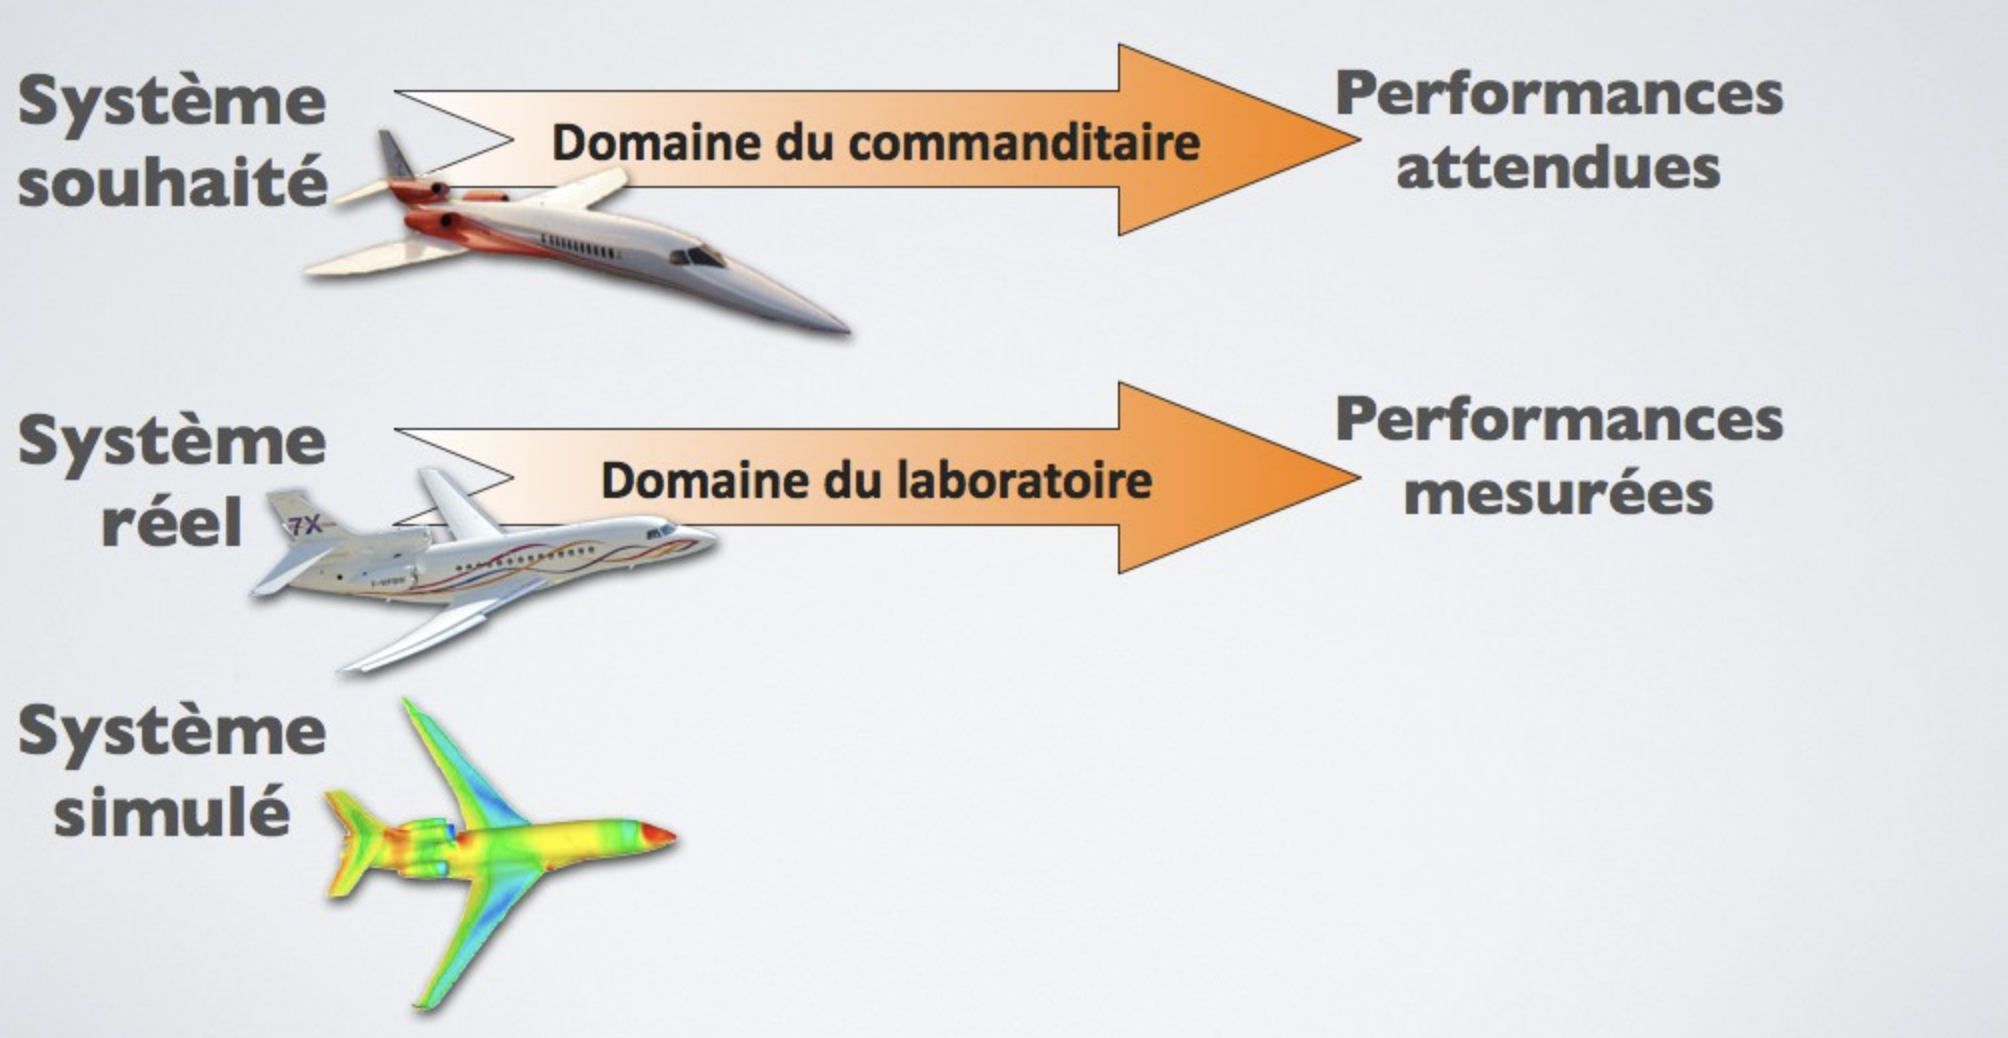 Système
souhaité
Domaine du commanditaire
Performances
attendues
Système
réel
7X
Domaine du laboratoire
Performances
mesurées
Système
simulé